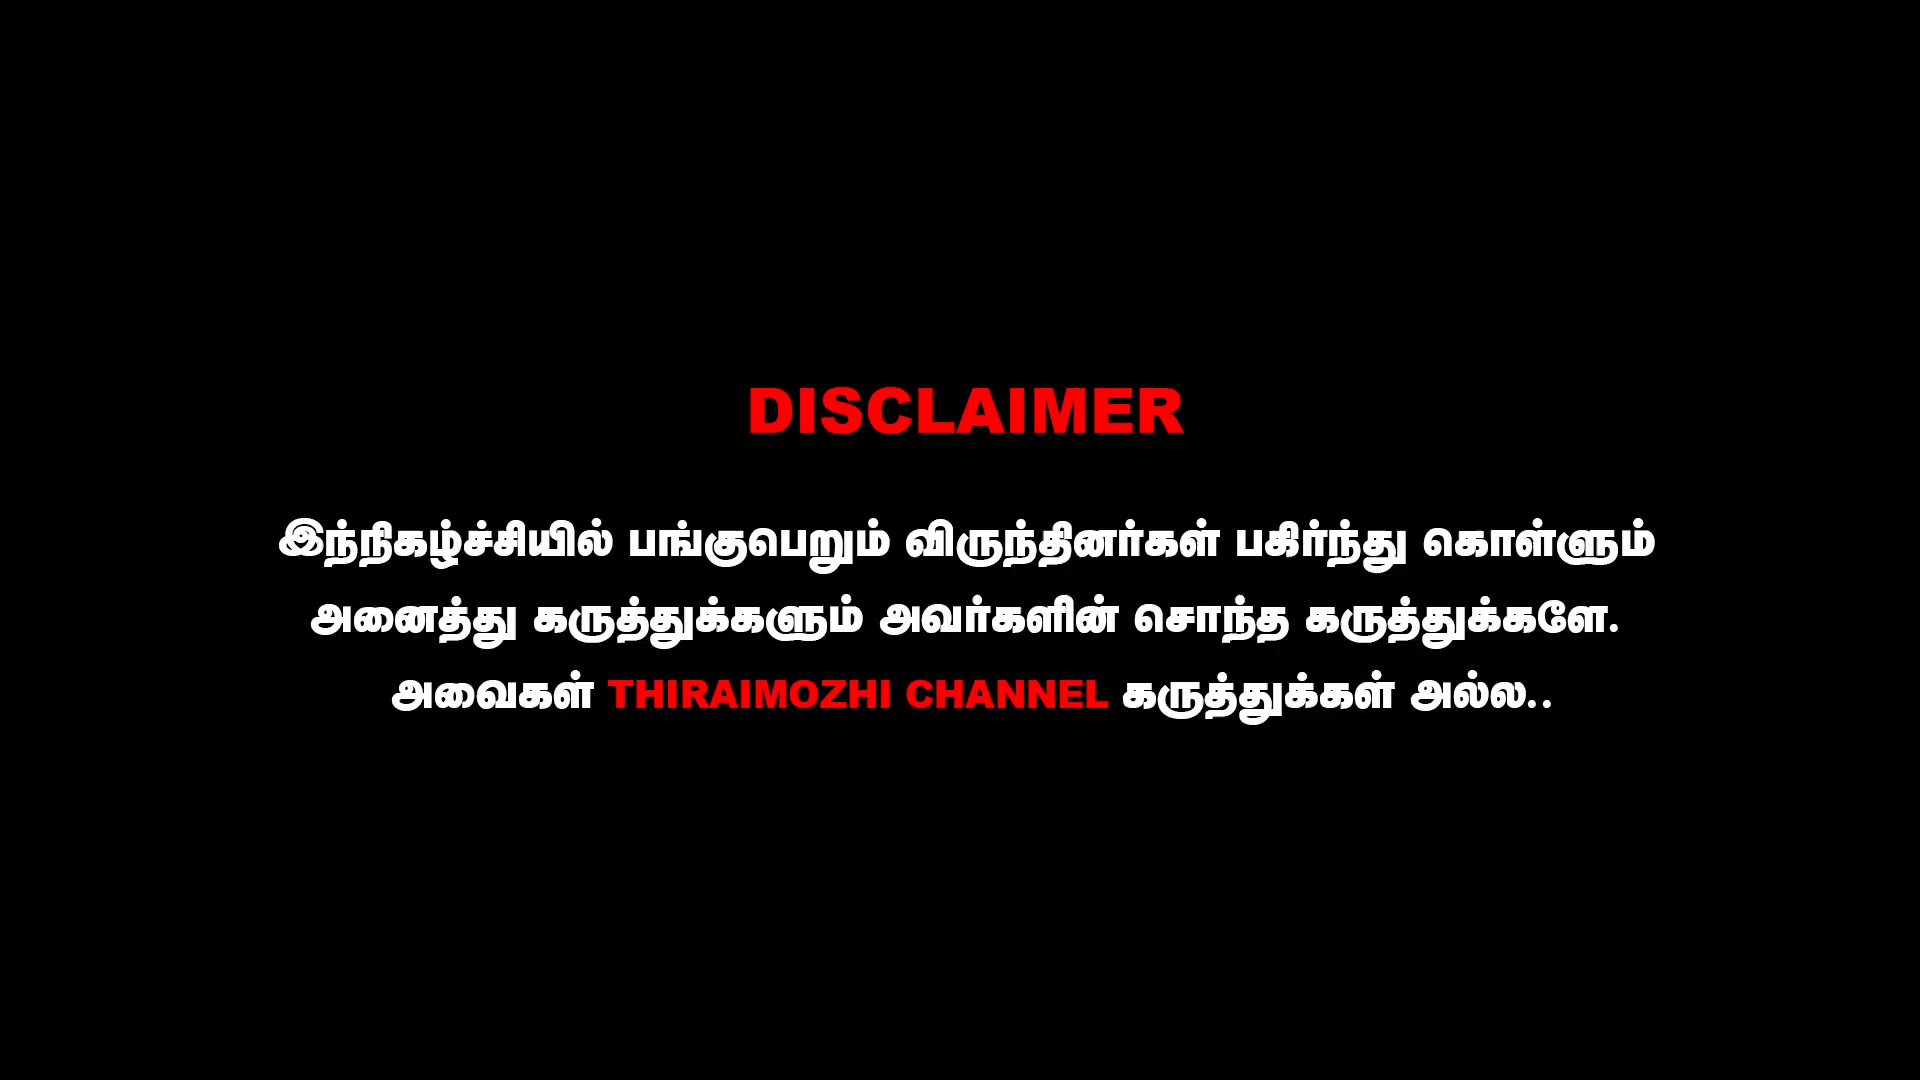 DISCLAIMER
இந்நிகழ்ச்சியில் பங்குபெறும் விருந்தினர்கள் பகிர்ந்து கொள்ளும்
அனைத்து கருத்துக்களும் அவர்களின் சொந்த கருத்துக்களே.
அவைகள் THIRAIMOZHI CHANNEL கருத்துக்கள் அல்ல..